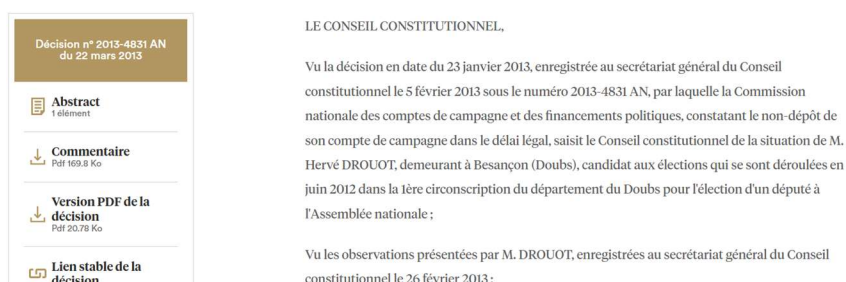 Décision n° 2013-4831 AN
du 22 mars 2013
Abstract
1 élément
Commentaire
Pdf 169.8 Ko
Version PDF de la
décision
Pdf 20.78 Ko
Lien stable de la
décision
LE CONSEIL CONSTITUTIONNEL,
Vu la décision en date du 23 janvier 2013, enregistrée au secrétariat général du Conseil
constitutionnel le 5 février 2013 sous le numéro 2013-4831 AN, par laquelle la Commission
nationale des comptes de campagne et des financements politiques, constatant le non-dépôt de
son compte de campagne dans le délai légal, saisit le Conseil constitutionnel de la situation de M.
Hervé DROUOT, demeurant à Besançon (Doubs), candidat aux élections qui se sont déroulées en
juin 2012 dans la 1ère circonscription du département du Doubs pour l'élection d'un député à
l'Assemblée nationale ;
Vu les observations présentées par M. DROUOT, enregistrées au secrétariat général du Conseil
constitutionnel le 26 février 2013 ;